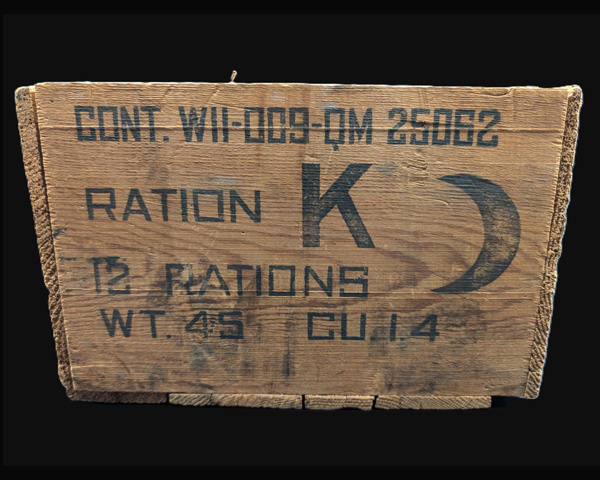 CONT. W11-009-QM 25062
RATION K
12 RATIONS
WT. 45 CU 1.4